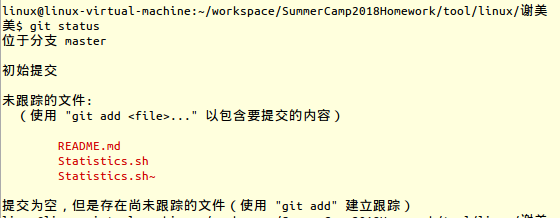 linux@linux-virtual-machine:~/workspace/SummerCamp2018Homework/tool/linux/谢美
美$ git status
位于分支 master
初始提交
未跟踪的文件:
（使用 "git add <file>..." 以包含要提交的内容）
README.md
Statistics.sh
Statistics.sh~
提交为空，但是存在尚未跟踪的文件（使用 "git add" 建立跟踪）